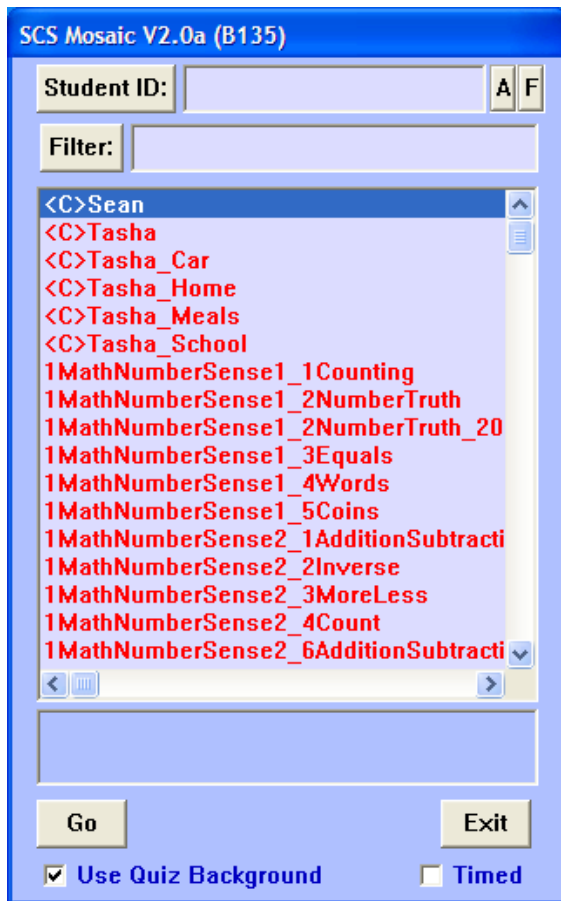 SCS Mosaic V2.0a (B135)
Student ID: A F
Filter:
<C>Sean
<C>Tasha
<C>Tasha_Car
<C>Tasha_Home
<C>Tasha_Meals
<C>Tasha_School
1MathNumberSense1_1Counting
1MathNumberSense1_2NumberTruth
1MathNumberSense1_2NumberTruth_20
1MathNumberSense1_3Equals
1MathNumberSense1_4Words
1MathNumberSense1_5Coins
1MathNumberSense2_1AdditionSubtracti
1MathNumberSense2_2Inverse
1MathNumberSense2_3MoreLess
1MathNumberSense2_4Count
1MathNumberSense2_6AdditionSubtracti
Go Exit
Use Quiz Background Timed